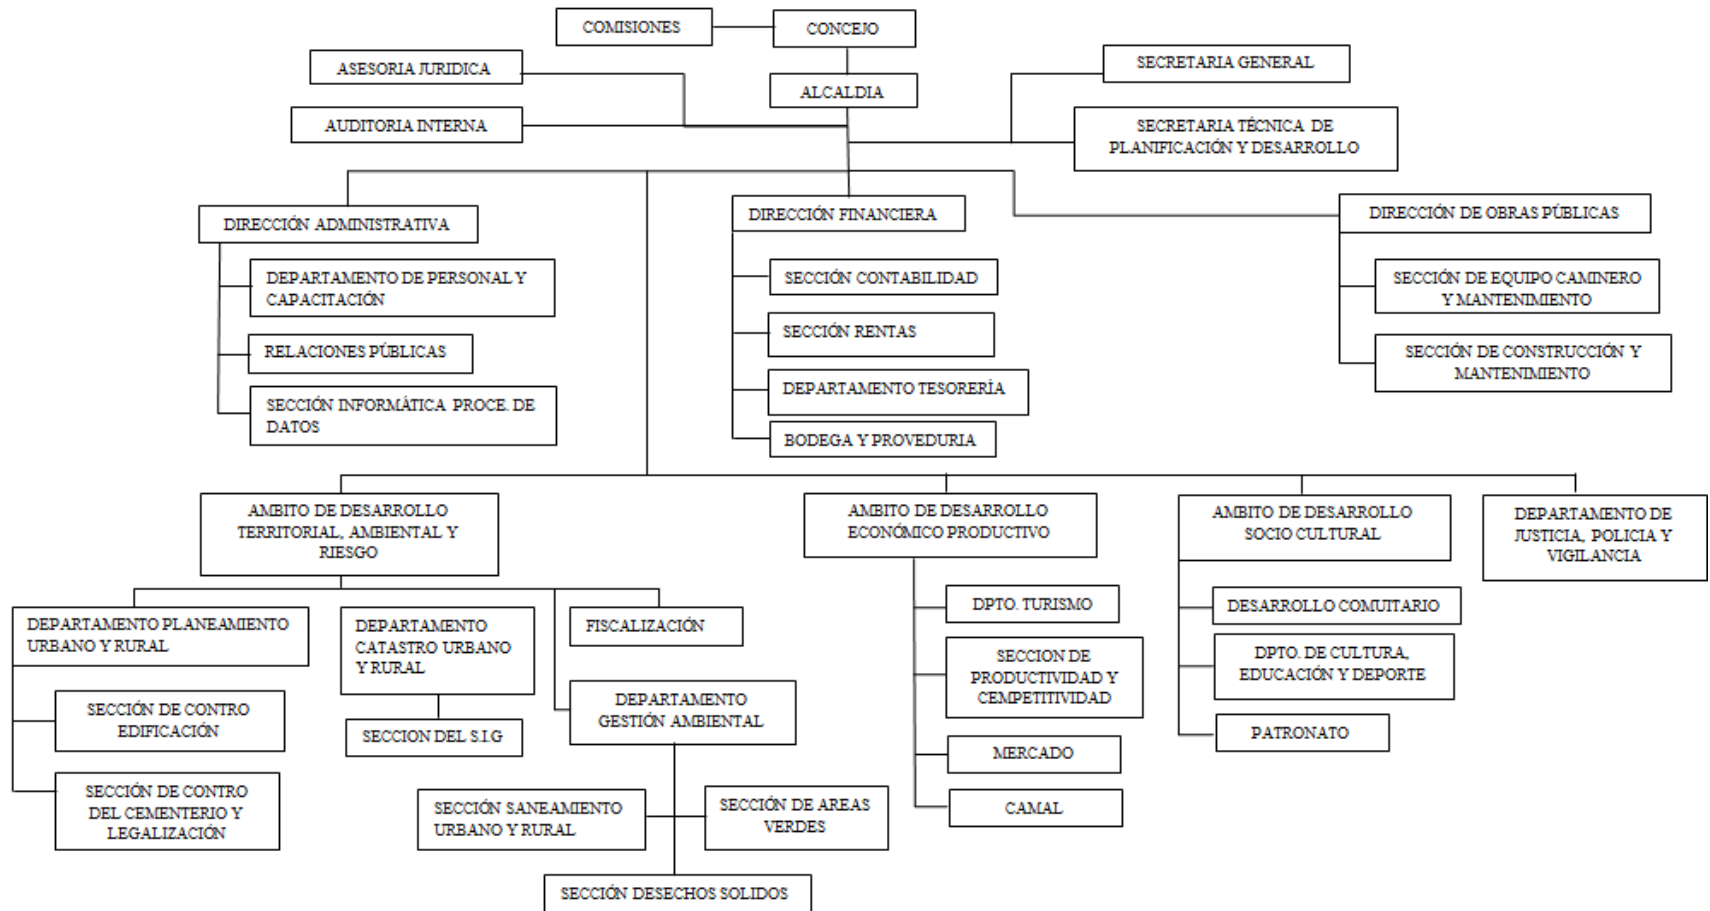 COMISIONES
CONCEJO
ASESORIA JURIDICA
SECRETARIA GENERAL
ALCALDIA
AUDITORIA INTERNA
SECRETARIA TÉCNICA DE
PLANIFICACIÓN Y DESARROLLO
DIRECCIÓN ADMINISTRATIVA
DEPARTAMENTO DE PERSONAL Y
CAPACITACIÓN
RELACIONES PÚBLICAS
SECCIÓN INFORMÁTICA PROCE. DE
DATOS
DIRECCIÓN FINANCIERA
SECCIÓN CONTABILIDAD
SECCIÓN RENTAS
DEPARTAMENTO TESORERÍA
BODEGA Y PROVEDURIA
DIRECCIÓN DE OBRAS PÚBLICAS
SECCIÓN DE EQUIPO CAMINERO
Y MANTENIMIENTO
SECCIÓN DE CONSTRUCCIÓN Y
MANTENIMIENTO
AMBITO DE DESARROLLO
TERRITORIAL, AMBIENTAL Y
RIESGO
DEPARTAMENTO PLANEAMIENTO
URBANO Y RURAL
SECCIÓN DE CONTRO
EDIFICACIÓN
SECCIÓN DE CONTRO
DEL CEMENTERIO Y
LEGALIZACIÓN
DEPARTAMENTO
CATASTRO URBANO
Y RURAL
SECCION DEL S.I.G
FISCALIZACIÓN
DEPARTAMENTO
GESTIÓN AMBIENTAL
SECCIÓN SANEAMIENTO
URBANO Y RURAL
SECCIÓN DE AREAS
VERDES
SECCIÓN DESECHOS SOLIDOS
AMBITO DE DESARROLLO
ECONÓMICO PRODUCTIVO
DPTO. TURISMO
SECCION DE
PRODUCTIVIDAD Y
CEMPETITIVIDAD
MERCADO
CAMAL
AMBITO DE DESARROLLO
SOCIO CULTURAL
DESARROLLO COMUITARIO
DPTO. DE CULTURA,
EDUCACIÓN Y DEPORTE
PATRONATO
DEPARTAMENTO DE
JUSTICIA, POLICIA Y
VIGILANCIA